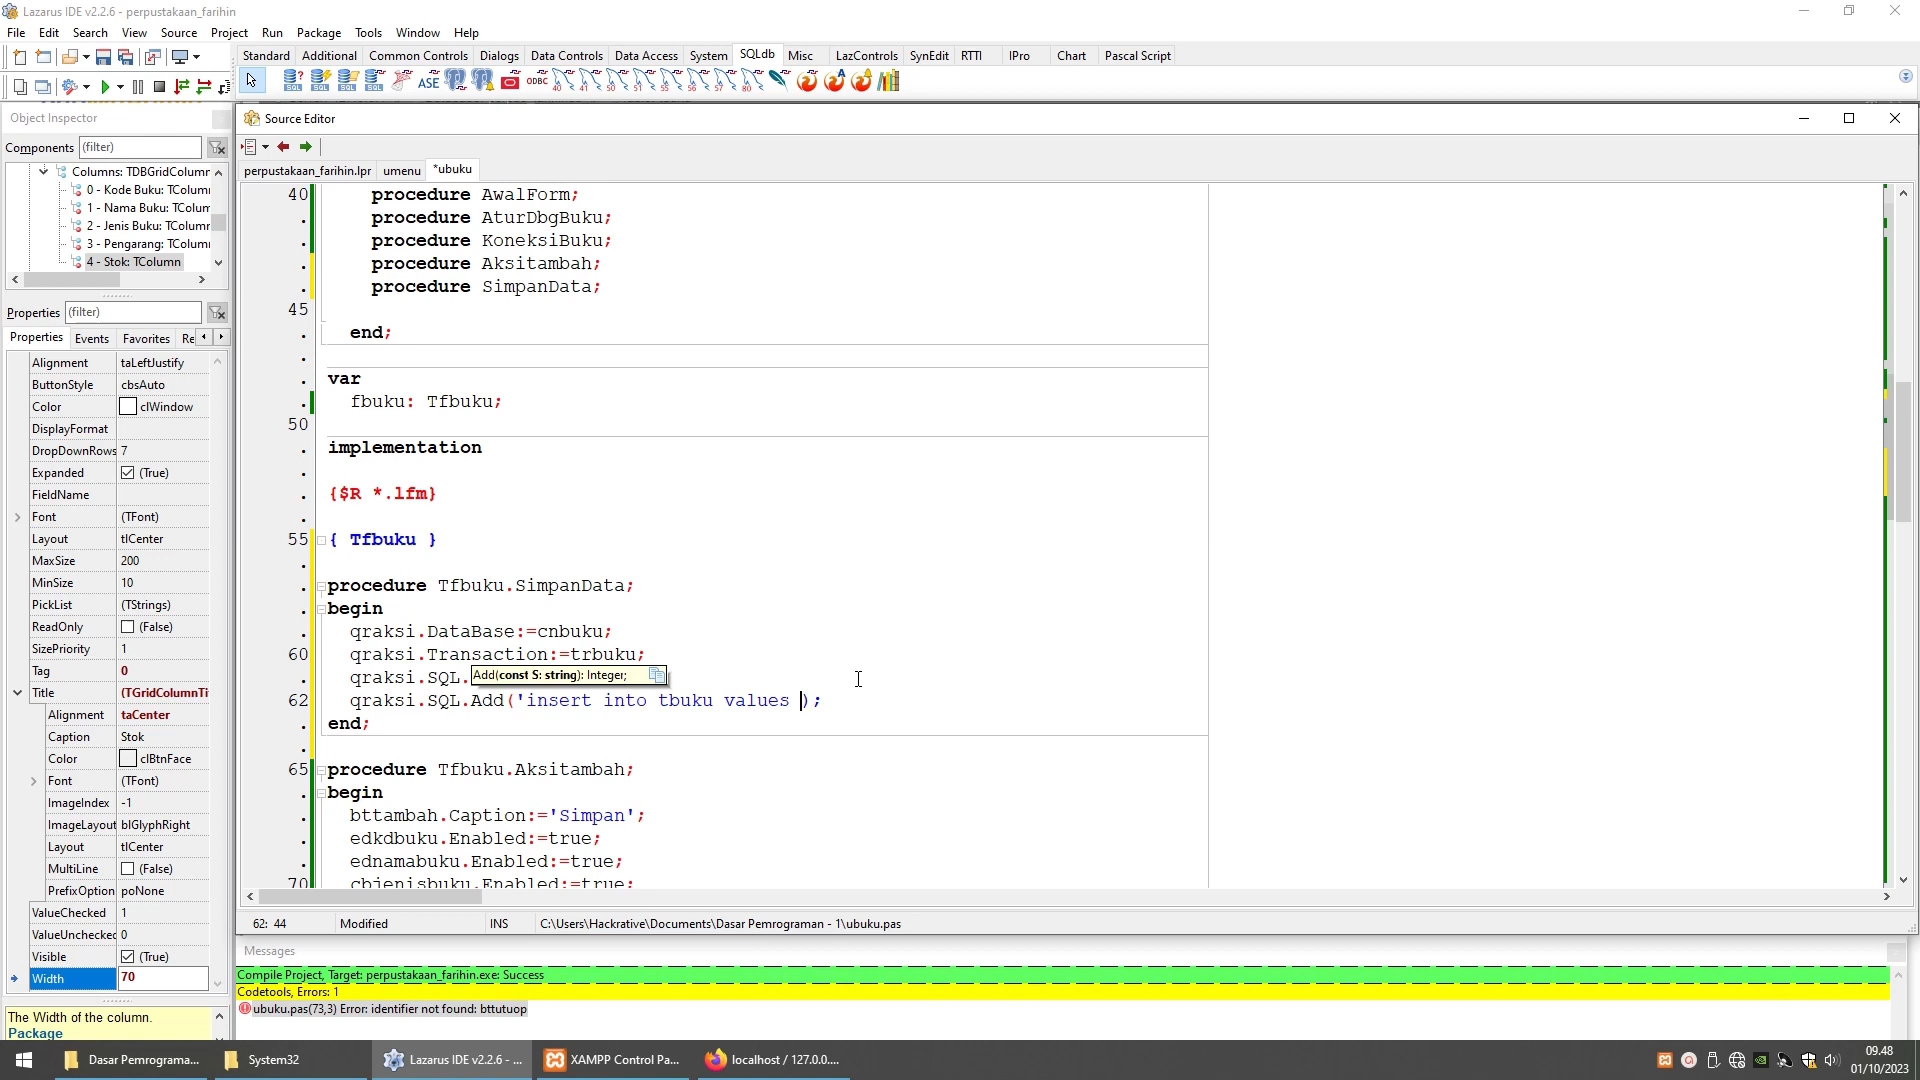 Lazarus IDE v2.2.6 - perpustakaan_farihin
File Edit Search View Source Project Run Package Tools Window Help
Standard Additional Common Controls Dialogs Data Controls Data Access System SQLdb Misc LazControls SynEdit RTTI IPro Chart Pascal Script
Object Inspector
Components (filter)
Columns: TDBGridColumn
0 - Kode Buku: TColumn
1 - Nama Buku: TColum
2 - Jenis Buku: TColumn
3 - Pengarang: TColumn
4 - Stok: TColumn
Properties (filter)
Properties Events Favorites Re
Alignment taLeftJustify
ButtonStyle cbsAuto
Color clWindow
DisplayFormat
DropDownRows 7
Expanded (True)
FieldName
Font (TFont)
Layout tlCenter
MaxSize 200
MinSize 10
PickList (TStrings)
ReadOnly (False)
SizePriority 1
Tag 0
Title (TGridColumnTi
Alignment taCenter
Caption Stok
Color clBtnFace
Font (TFont)
ImageIndex -1
ImageLayout blGlyphRight
Layout tlCenter
MultiLine (False)
PrefixOption poNone
ValueChecked 1
ValueUnchecked 0
Visible (True)
Width 70
The Width of the column.
Package
Source Editor
perpustakaan_farihin.lpr umenu *ubuku
40 procedure AwalForm;
. procedure AturDbgBuku;
. procedure KoneksiBuku;
. procedure Aksitambah;
. procedure SimpanData;
45
. end;
.
. var
. fbuku: Tfbuku;
50
. implementation
.
. {$R *.lfm}
.
55 { Tfbuku }
.
. procedure Tfbuku.SimpanData;
. begin
. qraksi.DataBase:=cnbuku;
60 qraksi.Transaction:=trbuku;
. qraksi.SQL.
Add(const S: string): Integer;
62 qraksi.SQL.Add('insert into tbuku values );
. end;
.
65 procedure Tfbuku.Aksitambah;
. begin
. bttambah.Caption:='Simpan';
. edkdbuku.Enabled:=true;
. ednamabuku.Enabled:=true;
70 cbjenisbuku.Enabled:=true;
62: 44 Modified INS C:\Users\Hackrative\Documents\Dasar Pemrograman - 1\ubuku.pas
Messages
Compile Project, Target: perpustakaan_farihin.exe: Success
Codetools, Errors: 1
ubuku.pas(73,3) Error: identifier not found: bttutuop
Dasar Pemrograma... System32 Lazarus IDE v2.2.6 - ... XAMPP Control Pa... localhost / 127.0.0....
09.48
01/10/2023